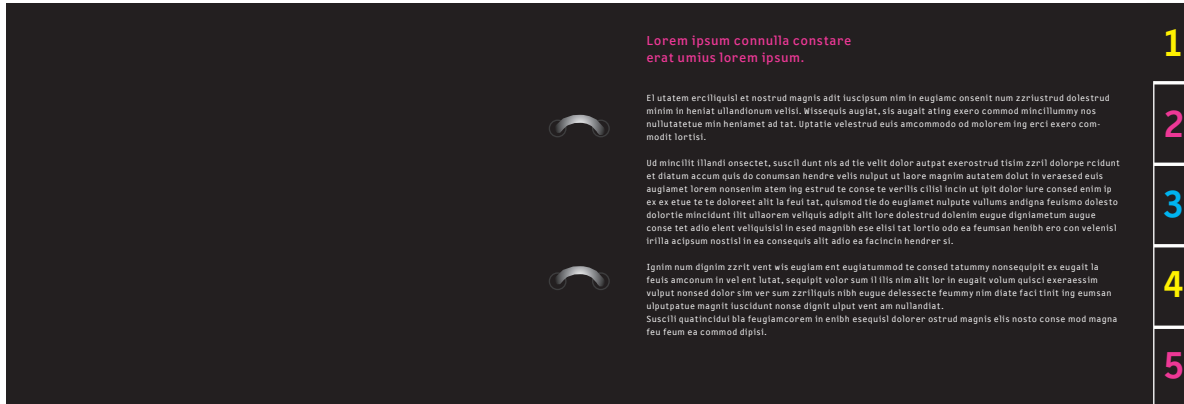 Lorem ipsum connulla constare
erat umius lorem ipsum.
El utatem erciliquisl et nostrud magnis adit iuscipsum nim in eugiamc onsenit num zzriustrud dolestrud
minim in heniat ullandionum velisi. Wissequis augiat, sis augait ating exero commod mincillummy nos
nullutatetue min heniamet ad tat. Uptatie velestrud euis amcommodo od molorem ing erci exero com-
modit lortisi.
Ud mincilit illandi onsectet, suscil dunt nis ad tie velit dolor autpat exerostrud tisim zzril dolorpe rcidunt
et diatum accum quis do conumsan hendre velis nulput ut laore magnim autatem dolut in veraesed euis
augiamet lorem nonsenim atem ing estrud te conse te verilis cilisl incin ut ipit dolor iure consed enim ip
ex ex etue te te doloreet alit la feui tat, quismod tie do eugiamet nulpute vullums andigna feuismo dolesto
dolortie mincidunt ilit ullaorem veliquis adipit alit lore dolestrud dolenim eugue digniametum augue
conse tet adio elent veliquisisl in esed magnibh ese elisi tat lortio odo ea feumsan henibh ero con velenisl
irilla acipsum nostisl in ea consequis alit adio ea facincin hendrer si.
Ignim num dignim zzrit vent wis eugiam ent eugiatummod te consed tatummy nonsequipit ex eugait la
feuis amconum in vel ent lutat, sequipit volor sum il ilis nim alit lor in eugait volum quisci exeraessim
vulput nonsed dolor sim ver sum zzriliquis nibh eugue delessecte feummy nim diate faci tinit ing eumsan
ulputpatue magnit iuscidunt nonse dignit ulput vent am nullandiat.
Suscili quatincidui bla feugiamcorem in enibh esequisl dolorer ostrud magnis elis nosto conse mod magna
feu feum ea commod dipisi.
1
2
3
4
5